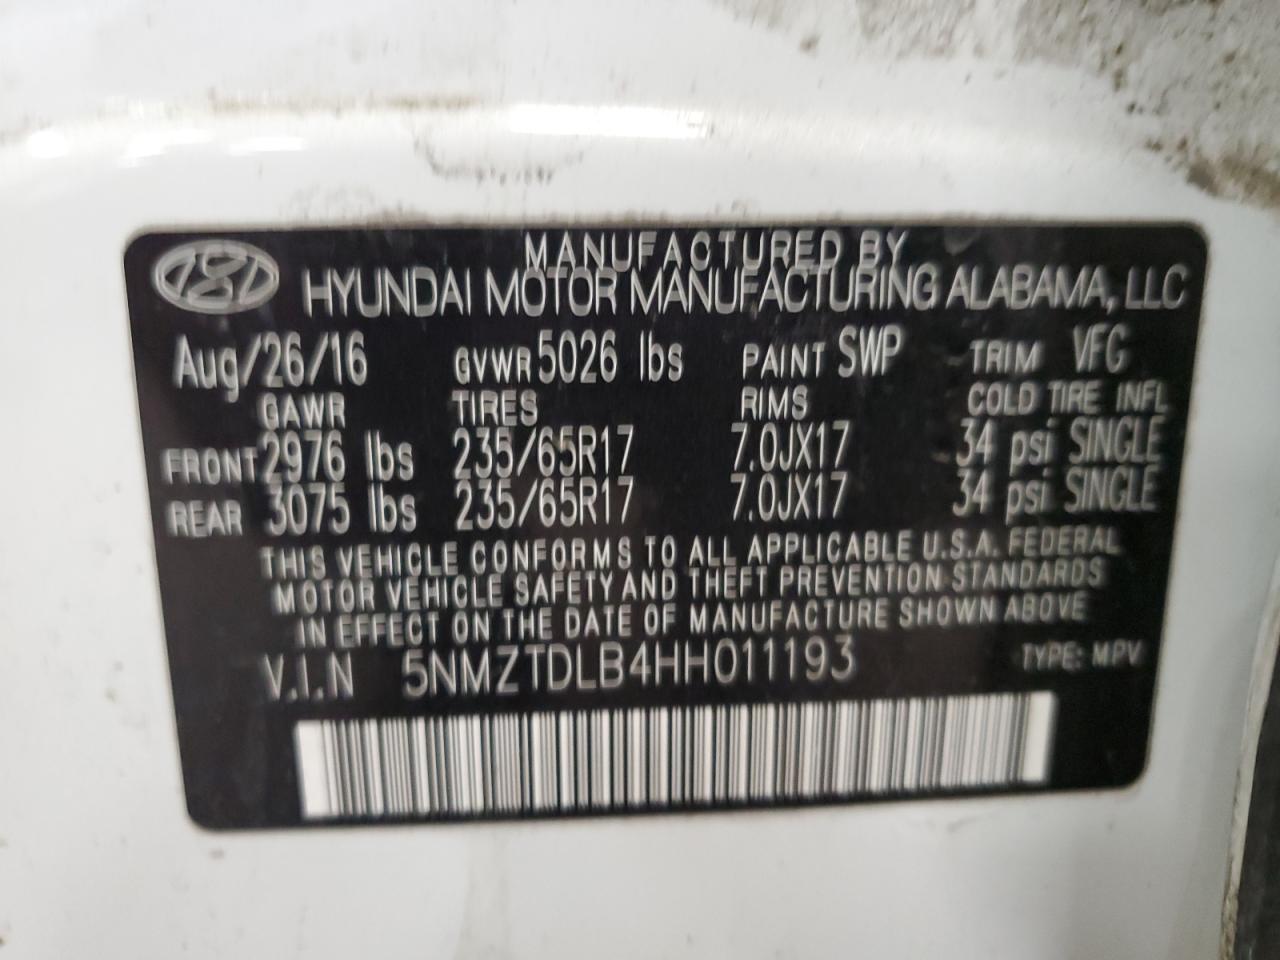 MANUFACTURED BY
HYUNDAI MOTOR MANUFACTURING ALABAMA, LLC
Aug/26/16 GVWR 5026 lbs PAINT SWP TRIM VFG
GAWR TIRES RIMS COLD TIRE INFL
FRONT 2976 lbs 235/65R17 7.0JX17 34 psi SINGLE
REAR 3075 lbs 235/65R17 7.0JX17 34 psi SINGLE
THIS VEHICLE CONFORMS TO ALL APPLICABLE U.S.A. FEDERAL
MOTOR VEHICLE SAFETY AND THEFT PREVENTION STANDARDS
IN EFFECT ON THE DATE OF MANUFACTURE SHOWN ABOVE
V.I.N 5NMZTDLB4HH011193 TYPE: MPV